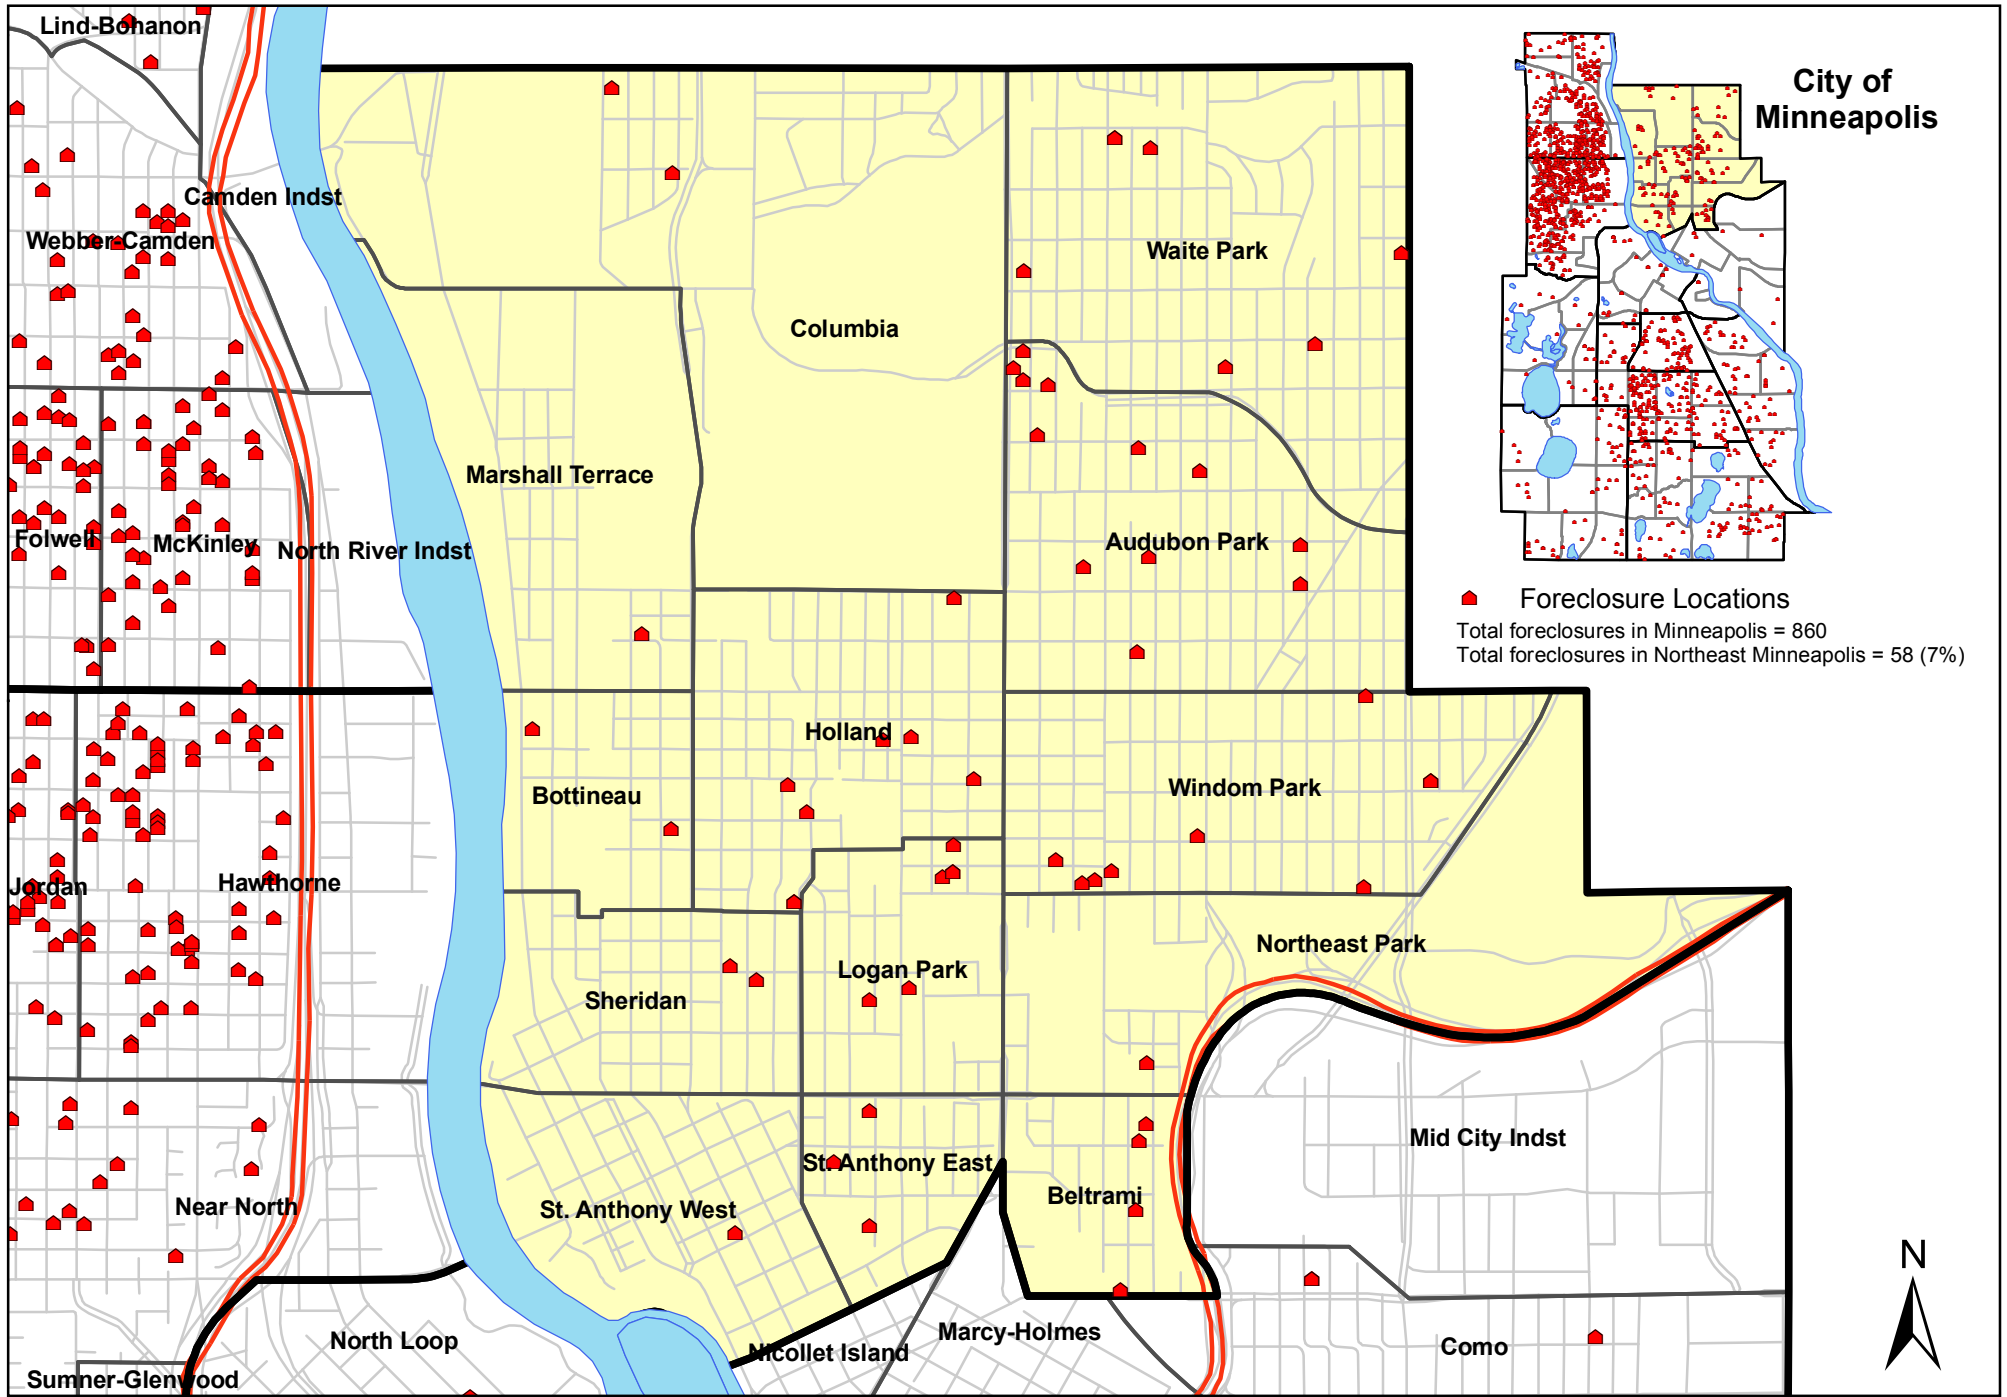 Lind-Bohanon
City of
Minneapolis
Camden Indst
Webber-Camden
Waite Park
Columbia
Marshall Terrace
Folwell
McKinley
North River Indst
Audubon Park
Foreclosure Locations
Total foreclosures in Minneapolis = 860
Total foreclosures in Northeast Minneapolis = 58 (7%)
Holland
Bottineau
Windom Park
Jordan
Hawthorne
Northeast Park
Logan Park
Sheridan
Mid City Indst
St. Anthony East
Near North
St. Anthony West
Beltrami
N
North Loop
Nicollet Island
Marcy-Holmes
Como
Sumner-Glenwood